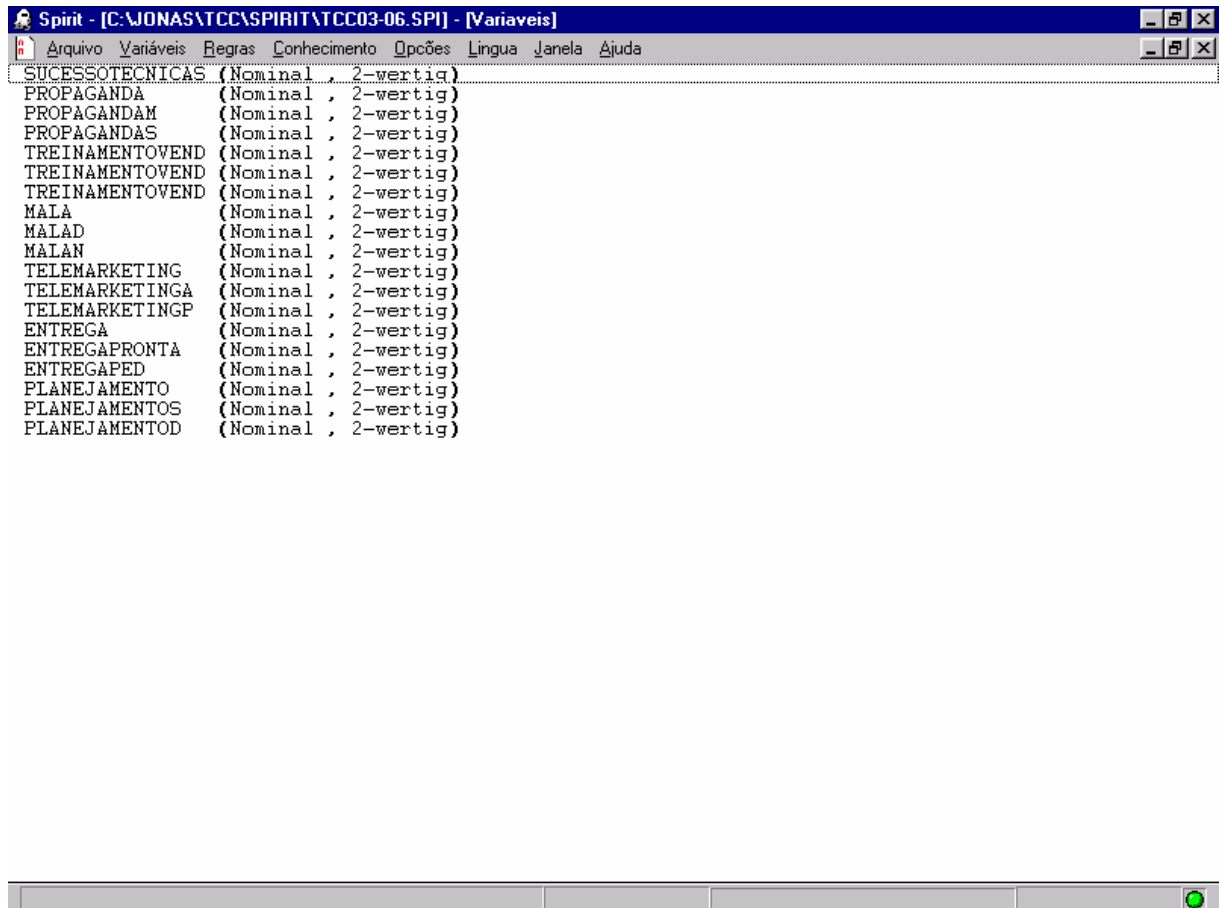 Spirit - [C:\JONAS\TCC\SPIRIT\TCC03-06.SPI] - [Variaveis]
Arquivo Variáveis Regras Conhecimento Opcões Lingua Janela Ajuda
SUCESSOTECNICAS (Nominal , 2-wertig)
PROPAGANDA (Nominal , 2-wertig)
PROPAGANDAM (Nominal , 2-wertig)
PROPAGANDAS (Nominal , 2-wertig)
TREINAMENTOVEND (Nominal , 2-wertig)
TREINAMENTOVEND (Nominal , 2-wertig)
TREINAMENTOVEND (Nominal , 2-wertig)
MALA (Nominal , 2-wertig)
MALAD (Nominal , 2-wertig)
MALAN (Nominal , 2-wertig)
TELEMARKETING (Nominal , 2-wertig)
TELEMARKETINGA (Nominal , 2-wertig)
TELEMARKETINGP (Nominal , 2-wertig)
ENTREGA (Nominal , 2-wertig)
ENTREGAPRONTA (Nominal , 2-wertig)
ENTREGAPED (Nominal , 2-wertig)
PLANEJAMENTO (Nominal , 2-wertig)
PLANEJAMENTOS (Nominal , 2-wertig)
PLANEJAMENTOD (Nominal , 2-wertig)